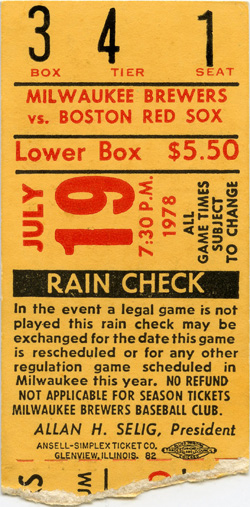 3 4 1
BOX TIER SEAT
MILWAUKEE BREWERS
vs. BOSTON RED SOX
Lower Box $5.50
JULY
19
7:30 P.M.
1978
ALL
GAME TIMES
SUBJECT
TO CHANGE
RAIN CHECK
In the event a legal game is not
played this rain check may be
exchanged for the date this game
is rescheduled or for any other
regulation game scheduled in
Milwaukee this year. NO REFUND
NOT APPLICABLE FOR SEASON TICKETS
MILWAUKEE BREWERS BASEBALL CLUB.
ALLAN H. SELIG, President
ANSELL-SIMPLEX TICKET CO.
GLENVIEW, ILLINOIS. 82